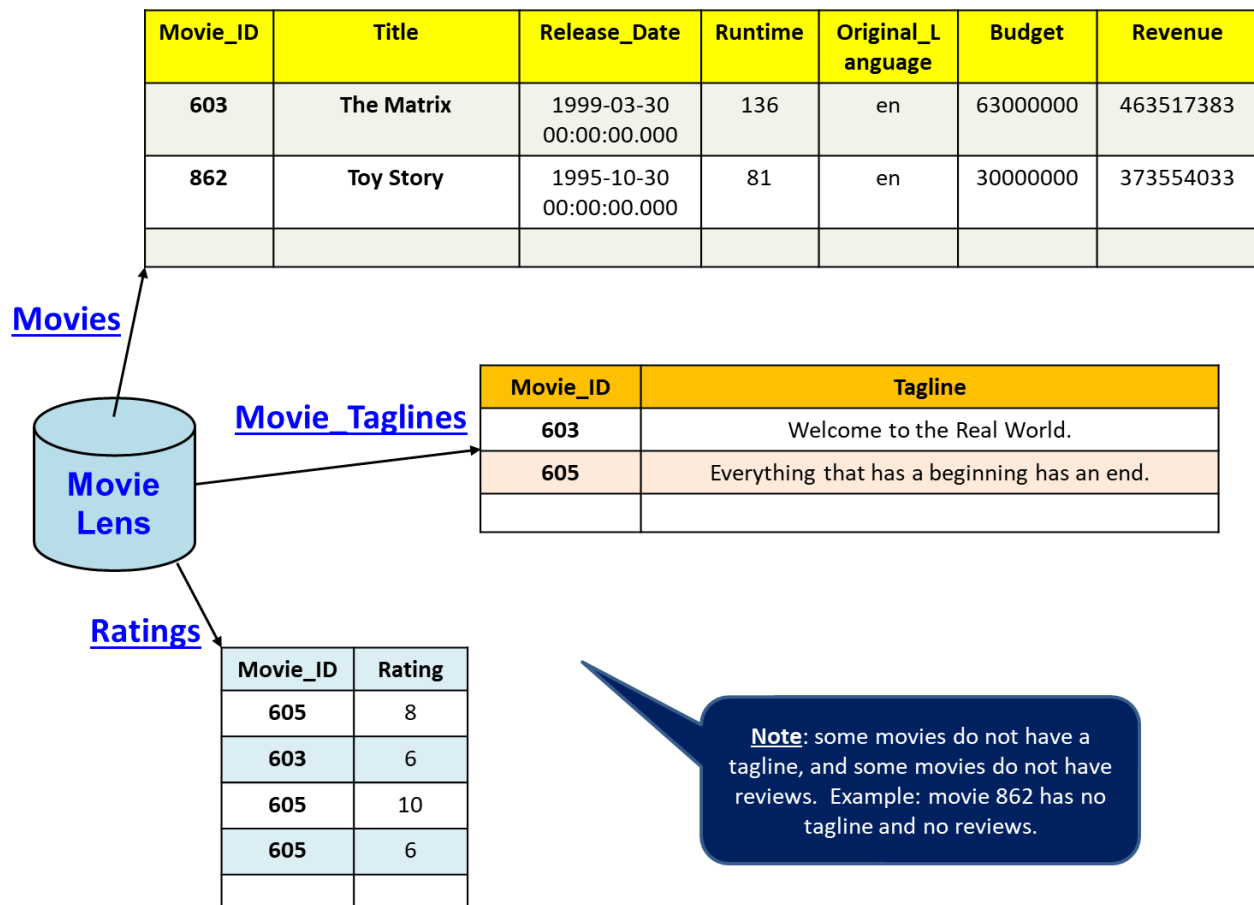 Movie_ID Title Release_Date Runtime Original_L Budget Revenue
anguage
603 The Matrix 1999-03-30 136 en 63000000 463517383
00:00:00.000
862 Toy Story 1995-10-30 81 en 30000000 373554033
00:00:00.000
Movies
Movie_ID Tagline
Movie_Taglines
603 Welcome to the Real World.
605 Everything that has a beginning has an end.
Movie
Lens
Ratings
Movie_ID Rating
605 8
603 6
605 10
605 6
Note: some movies do not have a
tagline, and some movies do not have
reviews. Example: movie 862 has no
tagline and no reviews.